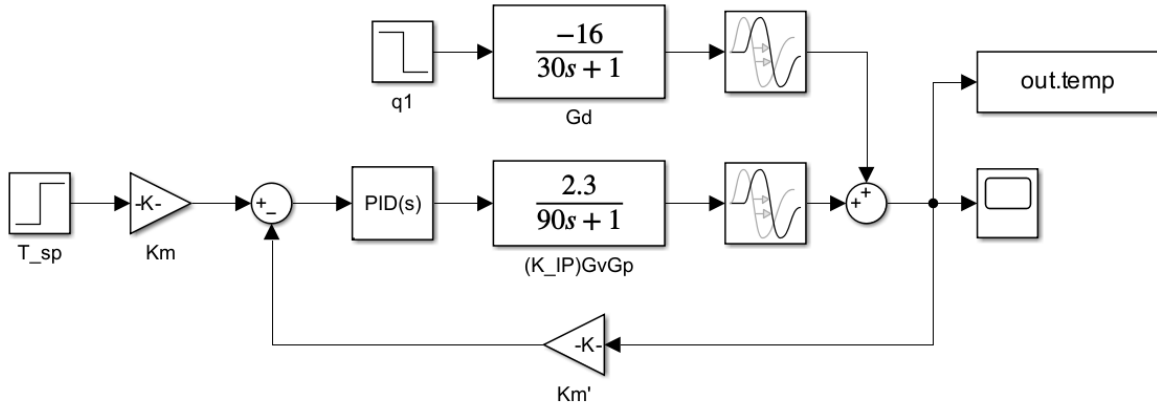 −16
30s + 1
q1
Gd
out.temp
T_sp
-K-
Km
+
−
PID(s)
2.3
90s + 1
(K_IP)GvGp
+
+
-K-
Km'